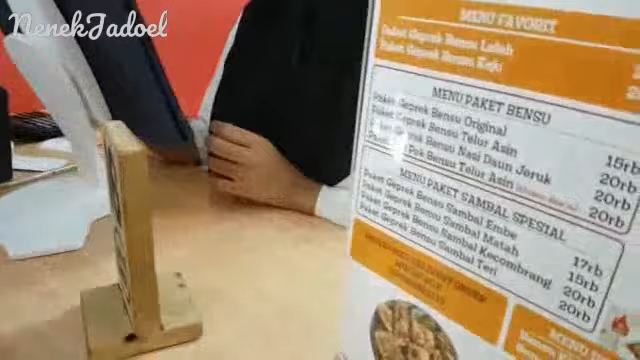 NenekJadoel
MENU FAVORIT
Paket Geprek Bensu Leleh
Paket Geprek Bensu Keju
MENU PAKET BENSU
Paket Geprek Bensu Original 15rb
Paket Geprek Bensu Telur Asin 20rb
Geprek Bensu Nasi Daun Jeruk 20rb
Pok Bensu Telur Asin 20rb
MENU PAKET SAMBAL SPESIAL
Paket Geprek Bensu Sambal Embe 17rb
Paket Geprek Bensu Sambal Matah 15rb
Paket Geprek Bensu Sambal Kecombrang 20rb
Paket Geprek Bensu Sambal Teri 20rb
MENU